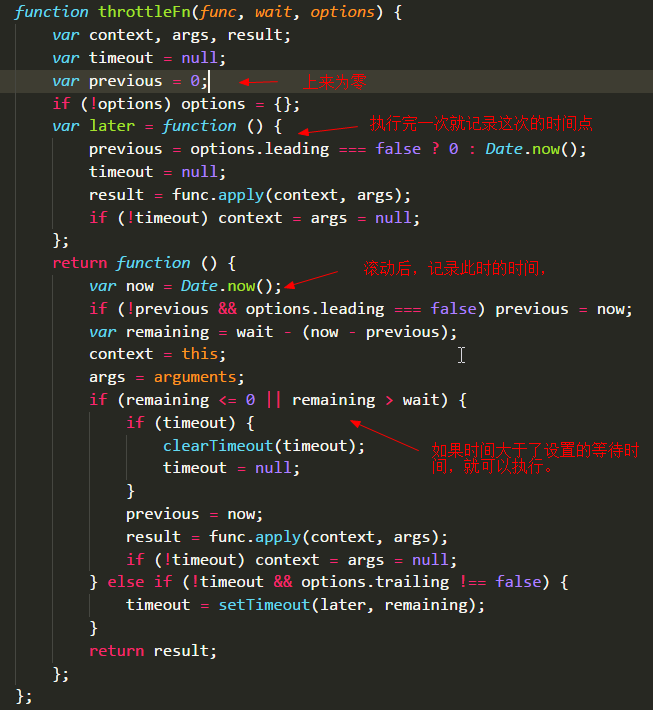 function throttleFn(func, wait, options) {
var context, args, result;
var timeout = null;
var previous = 0; 上来为零
if (!options) options = {};
var later = function () { 执行完一次就记录这次的时间点
previous = options.leading === false ? 0 : Date.now();
timeout = null;
result = func.apply(context, args);
if (!timeout) context = args = null;
};
return function () { 滚动后，记录此时的时间，
var now = Date.now();
if (!previous && options.leading === false) previous = now;
var remaining = wait - (now - previous);
context = this;
args = arguments;
if (remaining <= 0 || remaining > wait) {
if (timeout) {
clearTimeout(timeout); 如果时间大于了设置的等待时
timeout = null; 间，就可以执行。
}
previous = now;
result = func.apply(context, args);
if (!timeout) context = args = null;
} else if (!timeout && options.trailing !== false) {
timeout = setTimeout(later, remaining);
}
return result;
};
};